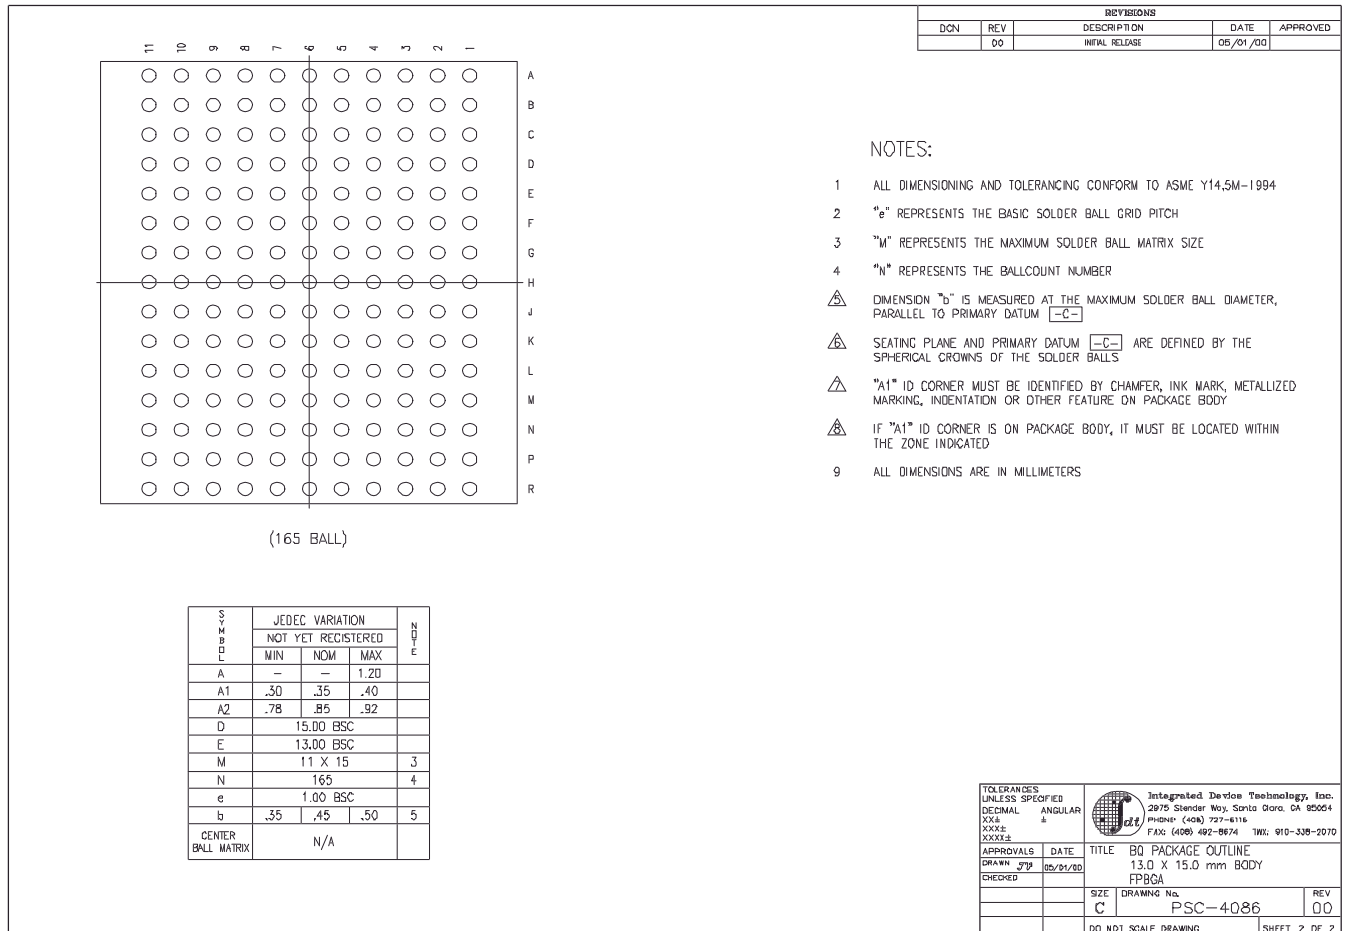 REVISIONS
DCN REV DESCRIPTION DATE APPROVED
00 INITIAL RELEASE 05/01/00
11 10 9 8 7 6 5 4 3 2 1
A
B
C
D
E
F
G
H
J
K
L
M
N
P
R
(165 BALL)
NOTES:
1 ALL DIMENSIONING AND TOLERANCING CONFORM TO ASME Y14.5M-1994
2 "e" REPRESENTS THE BASIC SOLDER BALL GRID PITCH
3 "M" REPRESENTS THE MAXIMUM SOLDER BALL MATRIX SIZE
4 "N" REPRESENTS THE BALLCOUNT NUMBER
5 DIMENSION "b" IS MEASURED AT THE MAXIMUM SOLDER BALL DIAMETER,
PARALLEL TO PRIMARY DATUM -C-
6 SEATING PLANE AND PRIMARY DATUM -C- ARE DEFINED BY THE
SPHERICAL CROWNS OF THE SOLDER BALLS
7 "A1" ID CORNER MUST BE IDENTIFIED BY CHAMFER, INK MARK, METALLIZED
MARKING, INDENTATION OR OTHER FEATURE ON PACKAGE BODY
8 IF "A1" ID CORNER IS ON PACKAGE BODY, IT MUST BE LOCATED WITHIN
THE ZONE INDICATED
9 ALL DIMENSIONS ARE IN MILLIMETERS
SYMBOL JEDEC VARIATION NOTE
NOT YET REGISTERED
MIN NOM MAX
A - - 1.20
A1 .30 .35 .40
A2 .78 .85 .92
D 15.00 BSC
E 13.00 BSC
M 11 X 15 3
N 165 4
e 1.00 BSC
b .35 .45 .50 5
CENTER
BALL MATRIX N/A
TOLERANCES
UNLESS SPECIFIED
DECIMAL ANGULAR
XX± ±
XXX±
XXXX±
idt
Integrated Device Technology, Inc.
2975 Stender Way, Santa Clara, CA 95054
PHONE: (408) 727-6116
FAX: (408) 492-8674 TWX: 910-338-2070
APPROVALS DATE
DRAWN 05/01/00
CHECKED
TITLE BQ PACKAGE OUTLINE
13.0 X 15.0 mm BODY
FPBGA
SIZE DRAWING No. REV
C PSC-4086 00
DO NOT SCALE DRAWING SHEET 2 OF 2